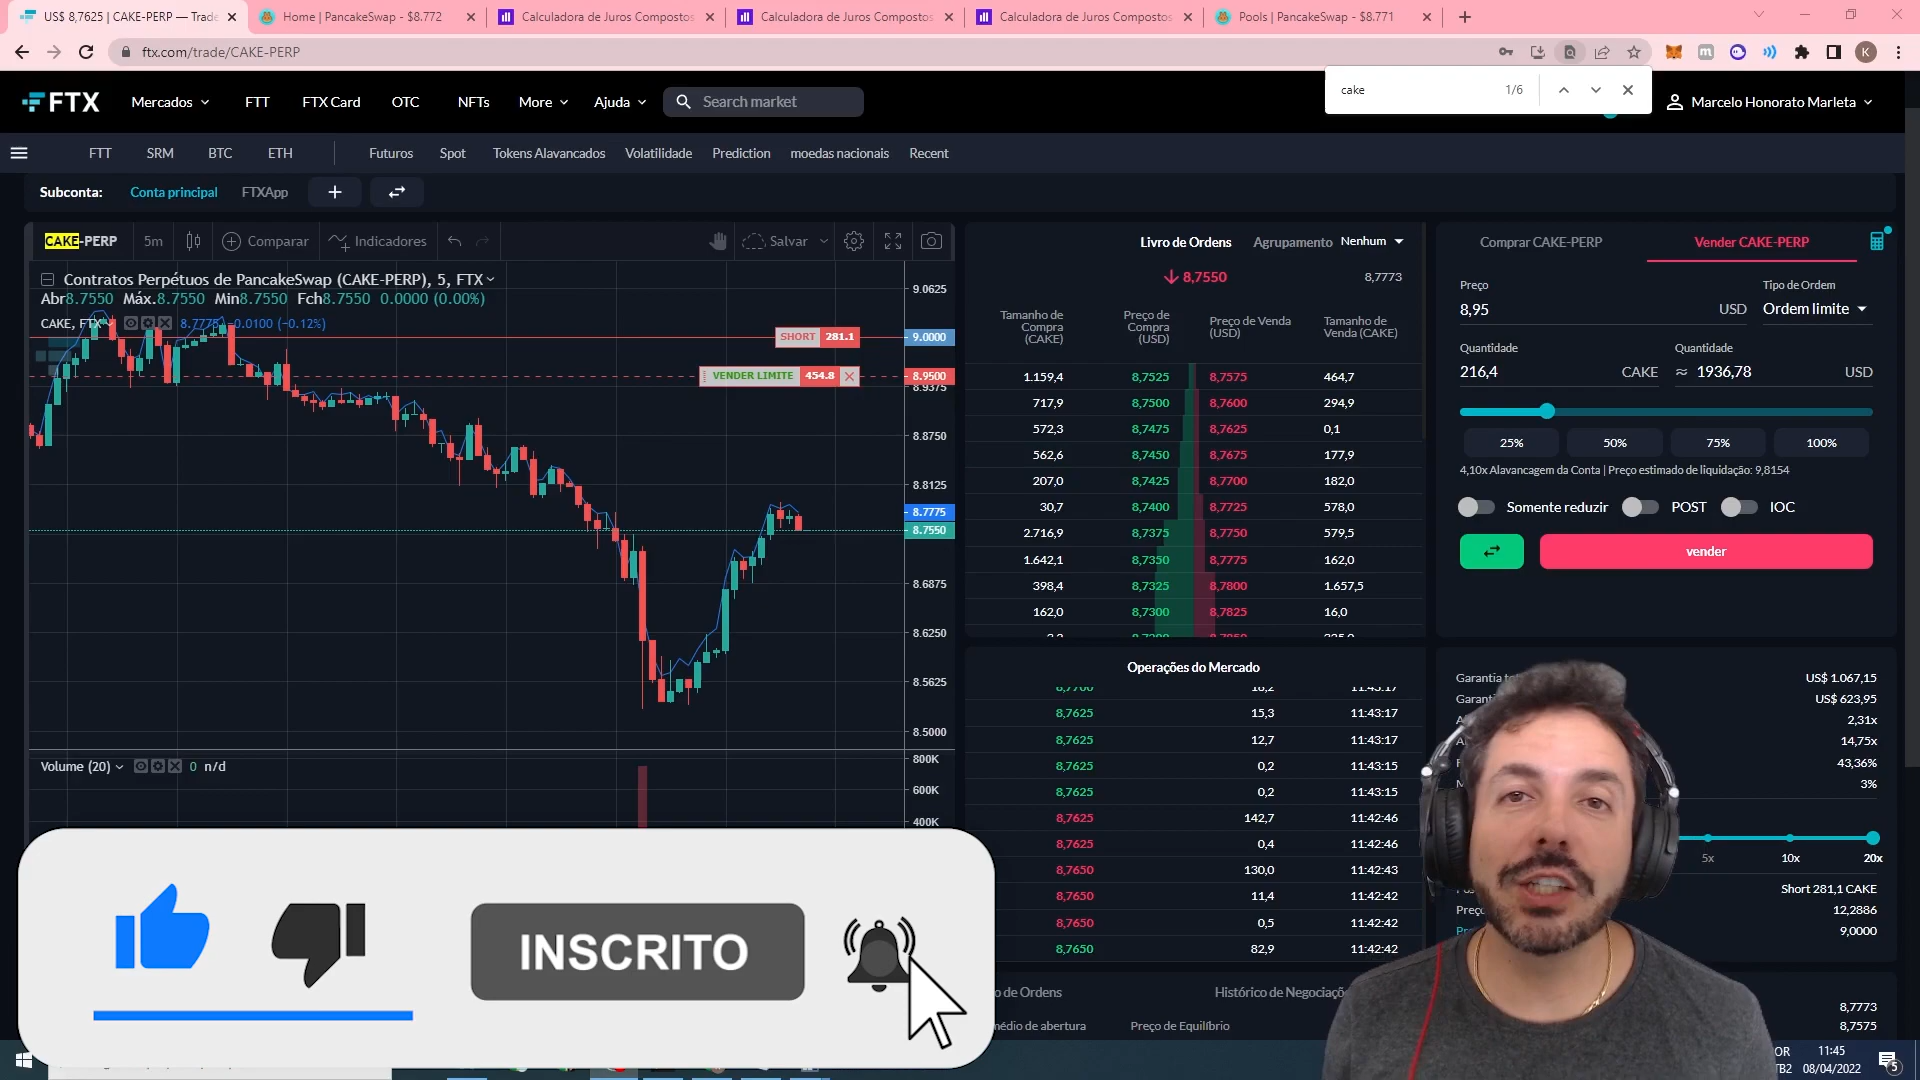 US$ 8,7625 | CAKE-PERP — Trade
Home | PancakeSwap - $8.772
Calculadora de Juros Compostos
Calculadora de Juros Compostos
Calculadora de Juros Compostos
Pools | PancakeSwap - $8.771
ftx.com/trade/CAKE-PERP
K
cake
1/6
FTX
Mercados
FTT
FTX Card
OTC
NFTs
More
Ajuda
Search market
Marcelo Honorato Marleta
FTT
SRM
BTC
ETH
Futuros
Spot
Tokens Alavancados
Volatilidade
Prediction
moedas nacionais
Recent
Subconta:
Conta principal
FTXApp
CAKE-PERP
5m
Comparar
Indicadores
Salvar
Contratos Perpétuos de PancakeSwap (CAKE-PERP), 5, FTX
Abr8.7550 Máx.8.7550 Min8.7550 Fch8.7550 0.0000 (0.00%)
CAKE, FTX
8.7775 -0.0100 (-0.12%)
SHORT 281.1
VENDER LIMITE 454.8
9.0625
9.0000
8.9500
8.9375
8.8750
8.8125
8.7775
8.7550
8.6875
8.6250
8.5625
8.5000
Volume (20)
0 n/d
800K
600K
400K
Livro de Ordens
Agrupamento Nenhum
8,7550
8,7773
Tamanho de Compra (CAKE)
Preço de Compra (USD)
Preço de Venda (USD)
Tamanho de Venda (CAKE)
1.159,4 8,7525 8,7575 464,7
717,9 8,7500 8,7600 294,9
572,3 8,7475 8,7625 0,1
562,6 8,7450 8,7675 177,9
207,0 8,7425 8,7700 182,0
30,7 8,7400 8,7725 578,0
2.716,9 8,7375 8,7750 579,5
1.642,1 8,7350 8,7775 162,0
398,4 8,7325 8,7800 1.657,5
162,0 8,7300 8,7825 16,0
Operações do Mercado
8,7625 15,3 11:43:17
8,7625 12,7 11:43:17
8,7625 0,2 11:43:15
8,7625 0,2 11:43:15
8,7625 142,7 11:42:46
8,7625 0,4 11:42:46
8,7650 130,0 11:42:43
8,7650 11,4 11:42:42
8,7650 0,5 11:42:42
8,7650 82,9 11:42:42
de Ordens
Histórico de
médio de abertura
Preço de Equilíbrio
Comprar CAKE-PERP
Vender CAKE-PERP
Preço
8,95
USD
Tipo de Ordem
Ordem limite
Quantidade
216,4
CAKE
Quantidade
≈ 1936,78
USD
25%
50%
75%
100%
4,10x Alavancagem da Conta | Preço estimado de liquidação: 9,8154
Somente reduzir
POST
IOC
vender
Garantia
US$ 1.067,15
US$ 623,95
2,31x
14,75x
43,36%
3%
5x
10x
20x
Short 281,1 CAKE
12,2886
9,0000
8,7773
8,7575
INSCRITO
11:45
08/04/2022
5